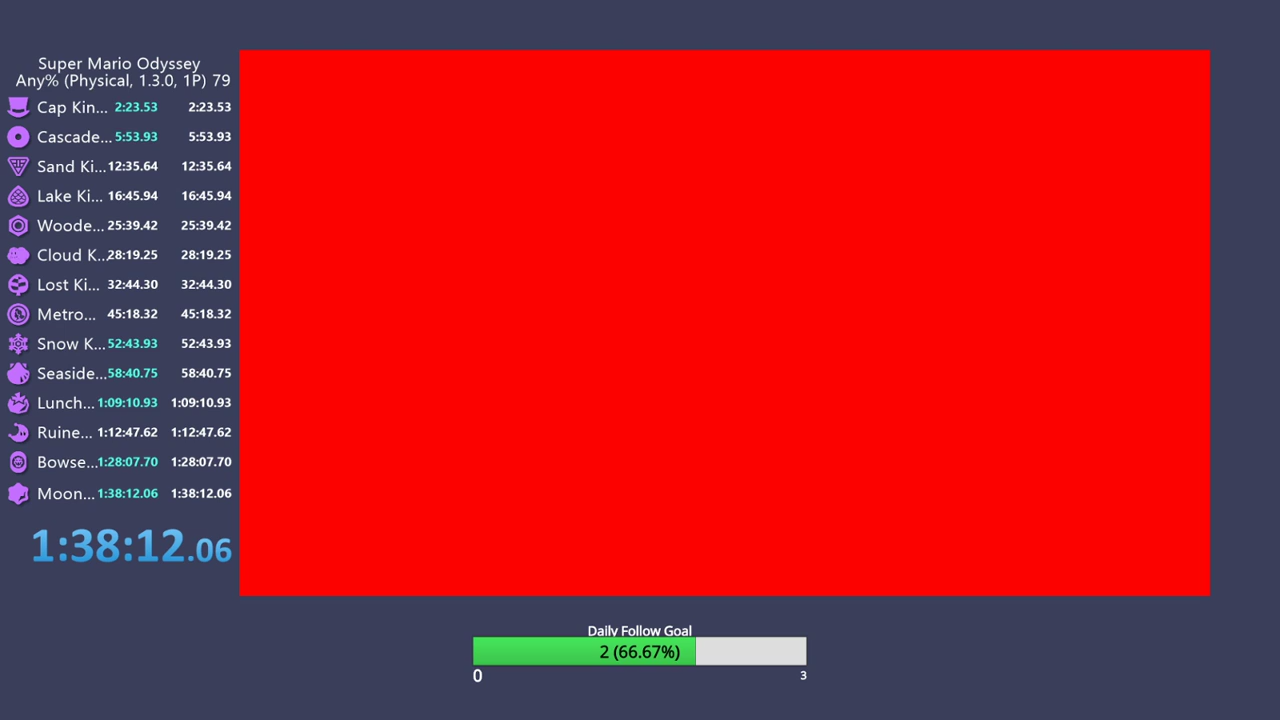 Super Mario Odyssey
Any% (Physical, 1.3.0, 1P) 79
Cap Kin... 2:23.53 2:23.53
Cascade... 5:53.93 5:53.93
Sand Ki... 12:35.64 12:35.64
Lake Ki... 16:45.94 16:45.94
Woode... 25:39.42 25:39.42
Cloud K... 28:19.25 28:19.25
Lost Ki... 32:44.30 32:44.30
Metro... 45:18.32 45:18.32
Snow K... 52:43.93 52:43.93
Seaside... 58:40.75 58:40.75
Lunch... 1:09:10.93 1:09:10.93
Ruine... 1:12:47.62 1:12:47.62
Bowse... 1:28:07.70 1:28:07.70
Moon... 1:38:12.06 1:38:12.06
1:38:12.06
Daily Follow Goal
2 (66.67%)
0 3